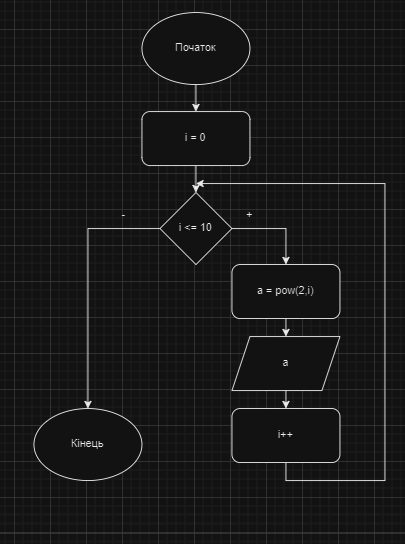 Початок
i = 0
i <= 10
-
+
a = pow(2,i)
a
i++
Кінець